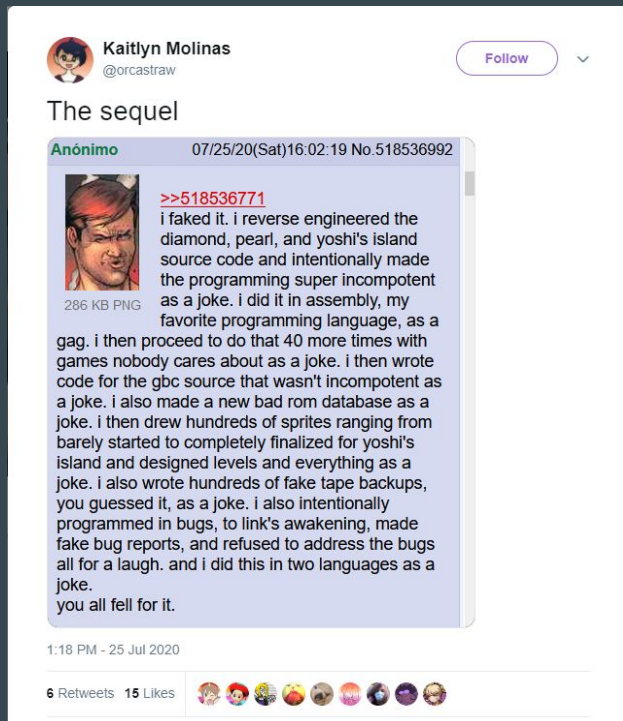 Kaitlyn Molinas
@orcastraw
Follow
The sequel
Anónimo 07/25/20(Sat)16:02:19 No.518536992
>>518536771
i faked it. i reverse engineered the
diamond, pearl, and yoshi's island
source code and intentionally made
the programming super incompotent
286 KB PNG as a joke. i did it in assembly, my
favorite programming language, as a
gag. i then proceed to do that 40 more times with
games nobody cares about as a joke. i then wrote
code for the gbc source that wasn't incompotent as
a joke. i also made a new bad rom database as a
joke. i then drew hundreds of sprites ranging from
barely started to completely finalized for yoshi's
island and designed levels and everything as a
joke. i also wrote hundreds of fake tape backups,
you guessed it, as a joke. i also intentionally
programmed in bugs, to link's awakening, made
fake bug reports, and refused to address the bugs
all for a laugh. and i did this in two languages as a
joke.
you all fell for it.
1:18 PM - 25 Jul 2020
6 Retweets 15 Likes